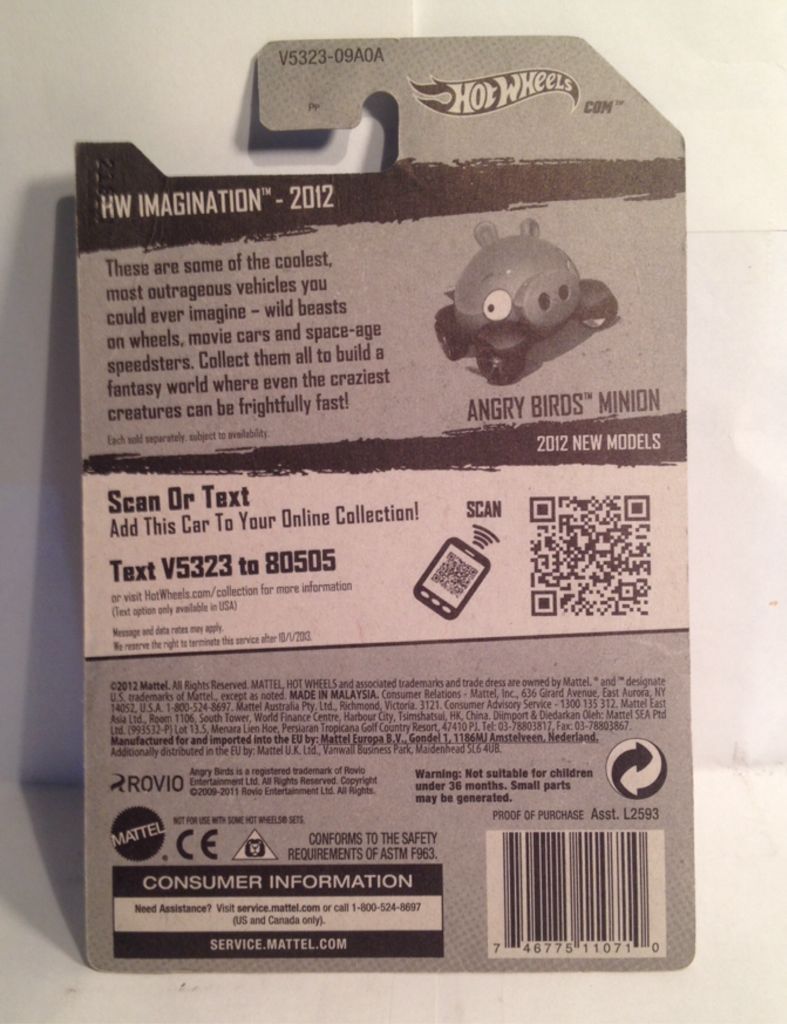 V5323-09A0A
PP
HOT WHEELS
COM™
HW IMAGINATION™ - 2012
These are some of the coolest,
most outrageous vehicles you
could ever imagine – wild beasts
on wheels, movie cars and space-age
speedsters. Collect them all to build a
fantasy world where even the craziest
creatures can be frightfully fast!
Each sold separately, subject to availability.
ANGRY BIRDS™ MINION
2012 NEW MODELS
Scan Or Text
Add This Car To Your Online Collection!
Text V5323 to 80505
or visit HotWheels.com/collection for more information
(Text option only available in USA)
Message and data rates may apply.
We reserve the right to terminate this service after 10/1/2013.
SCAN
©2012 Mattel. All Rights Reserved. MATTEL, HOT WHEELS and associated trademarks and trade dress are owned by Mattel. ® and ™ designate
U.S. trademarks of Mattel, except as noted. MADE IN MALAYSIA. Consumer Relations - Mattel, Inc., 636 Girard Avenue, East Aurora, NY
14052, U.S.A. 1-800-524-8697. Mattel Australia Pty. Ltd., Richmond, Victoria. 3121. Consumer Advisory Service - 1300 135 312. Mattel East
Asia Ltd., Room 1106, South Tower, World Finance Centre, Harbour City, Tsimshatsui, HK, China. Diimport & Diedarkan Oleh: Mattel SEA Ptd
Ltd. (993532-P) Lot 13.5, Menara Lien Hoe, Persiaran Tropicana Golf Country Resort, 47410 PJ. Tel: 03-78803817, Fax: 03-78803867.
Manufactured for and imported into the EU by: Mattel Europa B.V., Gondel 1, 1186MJ Amstelveen, Nederland.
Additionally distributed in the EU by: Mattel U.K. Ltd., Vanwall Business Park, Maidenhead SL6 4UB.
ROVIO
Angry Birds is a registered trademark of Rovio
Entertainment Ltd. All Rights Reserved. Copyright
©2009-2011 Rovio Entertainment Ltd. All Rights.
Warning: Not suitable for children
under 36 months. Small parts
may be generated.
PROOF OF PURCHASE Asst. L2593
NOT FOR USE WITH SOME HOT WHEELS® SETS.
MATTEL®
CE
CONFORMS TO THE SAFETY
REQUIREMENTS OF ASTM F963.
CONSUMER INFORMATION
Need Assistance? Visit service.mattel.com or call 1-800-524-8697
(US and Canada only).
SERVICE.MATTEL.COM
7 46775 11071 0